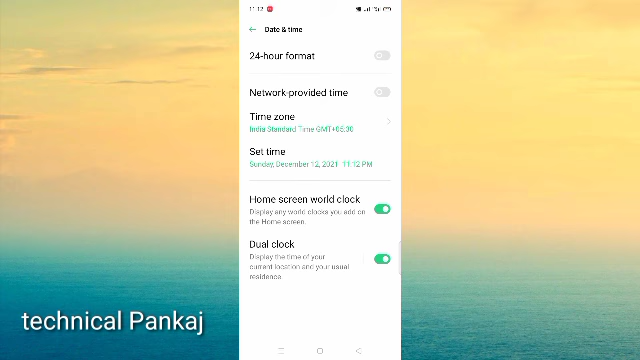 11:12
Date & time
24-hour format
Network-provided time
Time zone
India Standard Time GMT+05:30
Set time
Sunday, December 12, 2021 11:12 PM
Home screen world clock
Display any world clocks you add on
the Home screen.
Dual clock
Display the time of your
current location and your usual
residence.
technical Pankaj